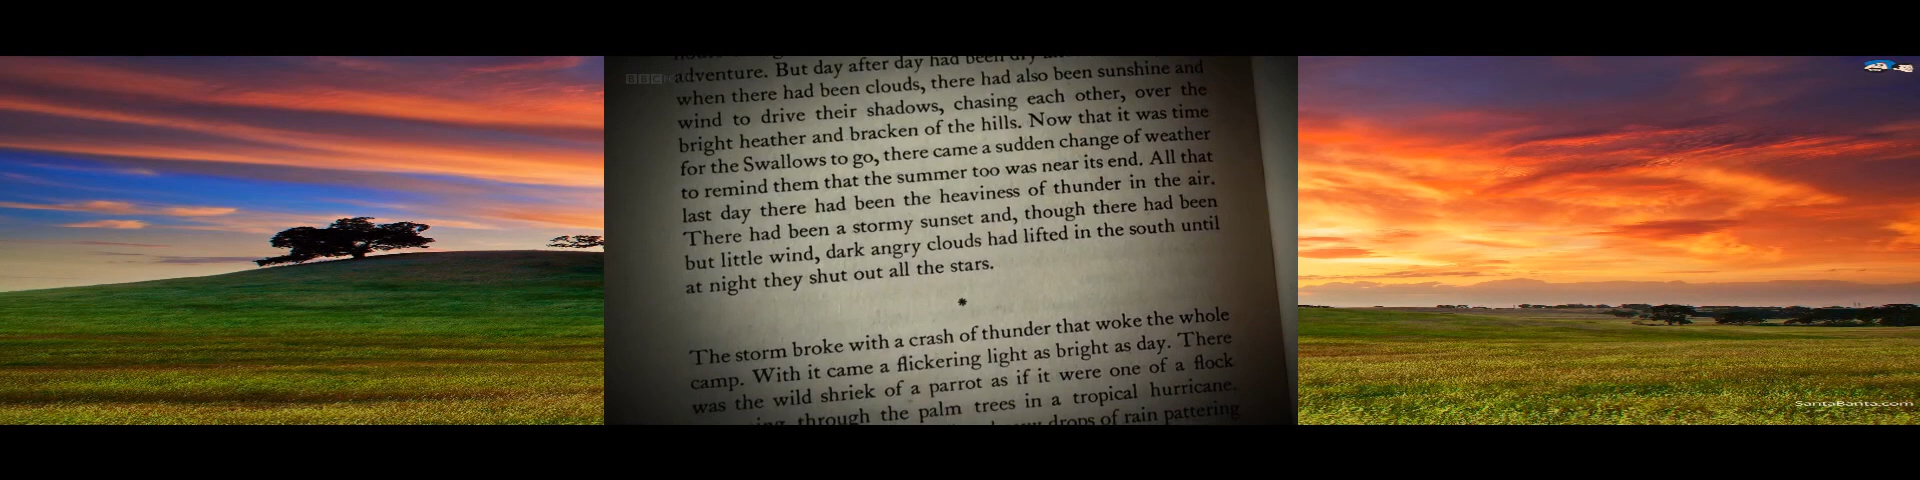 BBC
adventure. But day after day had been dry
when there had been clouds, there had also been sunshine and
wind to drive their shadows, chasing each other, over the
bright heather and bracken of the hills. Now that it was time
for the Swallows to go, there came a sudden change of weather
to remind them that the summer too was near its end. All that
last day there had been the heaviness of thunder in the air.
There had been a stormy sunset and, though there had been
but little wind, dark angry clouds had lifted in the south until
at night they shut out all the stars.
*
The storm broke with a crash of thunder that woke the whole
camp. With it came a flickering light as bright as day. There
was the wild shriek of a parrot as if it were one of a flock
through the palm trees in a tropical hurricane.
drops of rain pattering
SantaBanta.com